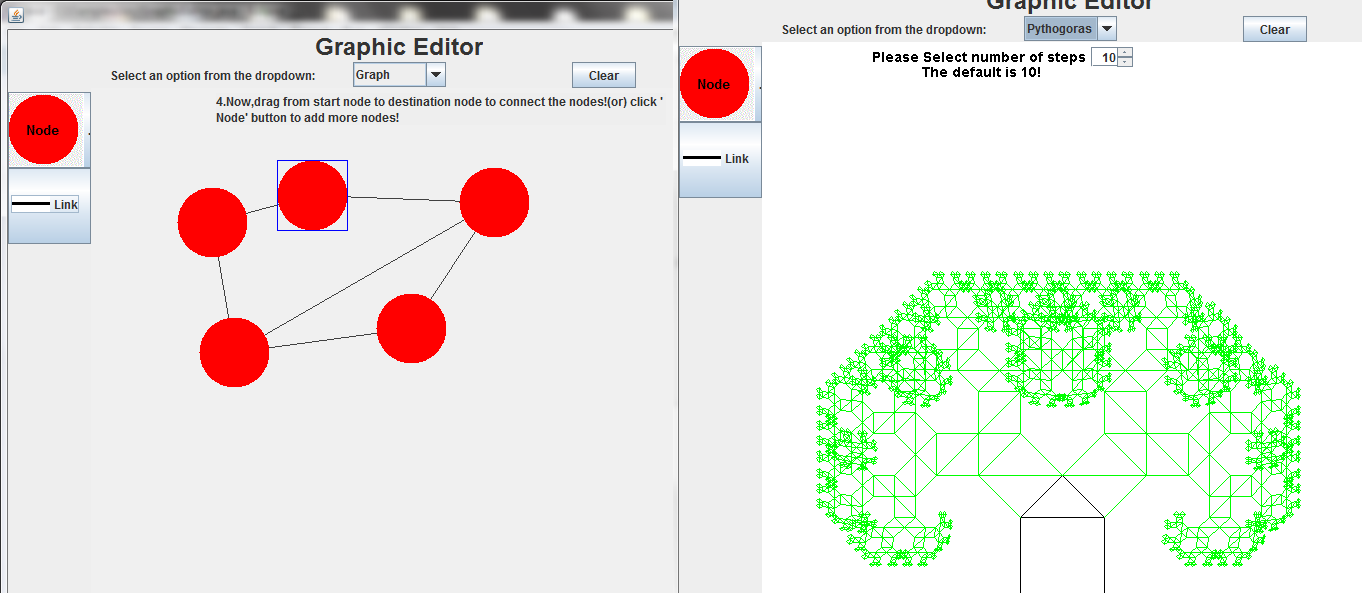 Graphic Editor
Select an option from the dropdown:
Graph
Clear
4.Now,drag from start node to destination node to connect the nodes!(or) click '
Node' button to add more nodes!
Node
Link
Graphic Editor
Select an option from the dropdown:
Pythogoras
Clear
Please Select number of steps
10
The default is 10!
Node
Link